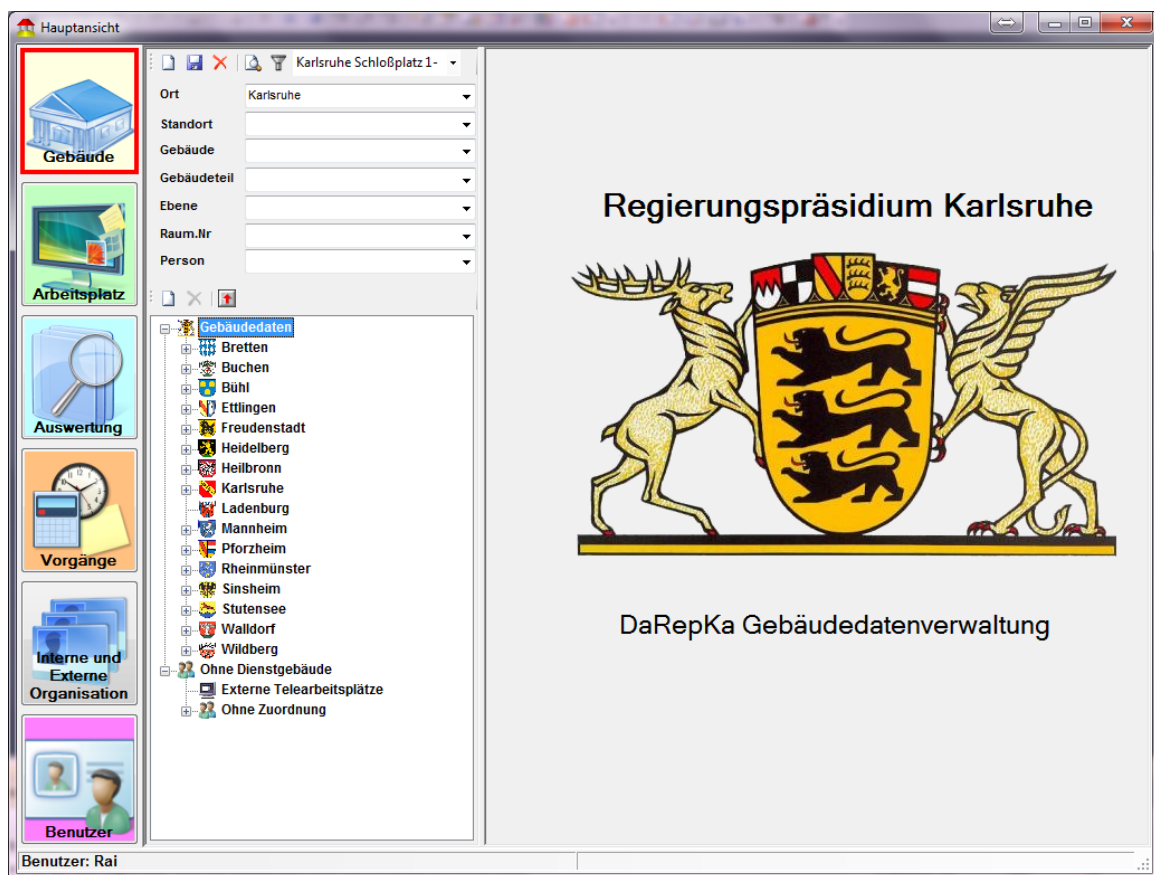 Hauptansicht
Gebäude
Arbeitsplatz
Auswertung
Vorgänge
Interne und
Externe
Organisation
Benutzer
Karlsruhe Schloßplatz 1-
Ort Karlsruhe
Standort
Gebäude
Gebäudeteil
Ebene
Raum.Nr
Person
Gebäudedaten
Bretten
Buchen
Bühl
Ettlingen
Freudenstadt
Heidelberg
Heilbronn
Karlsruhe
Ladenburg
Mannheim
Pforzheim
Rheinmünster
Sinsheim
Stutensee
Walldorf
Wildberg
Ohne Dienstgebäude
Externe Telearbeitsplätze
Ohne Zuordnung
Regierungspräsidium Karlsruhe
DaRepKa Gebäudedatenverwaltung
Benutzer: Rai